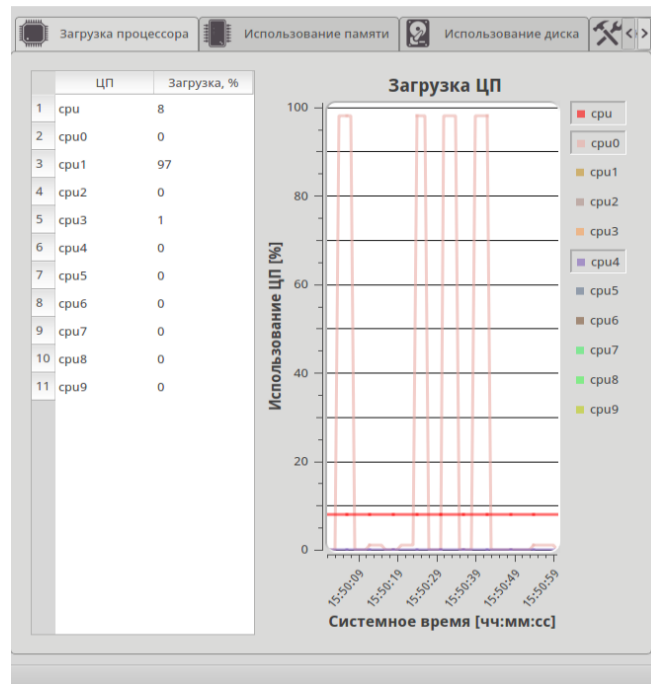 Загрузка процессора Использование памяти Использование диска
ЦП Загрузка, %
1 cpu 8
2 cpu0 0
3 cpu1 97
4 cpu2 0
5 cpu3 1
6 cpu4 0
7 cpu5 0
8 cpu6 0
9 cpu7 0
10 cpu8 0
11 cpu9 0
Загрузка ЦП
Использование ЦП [%]
100
80
60
40
20
0
15:50:09 15:50:19 15:50:29 15:50:39 15:50:49 15:50:59
Системное время [чч:мм:сс]
cpu
cpu0
cpu1
cpu2
cpu3
cpu4
cpu5
cpu6
cpu7
cpu8
cpu9